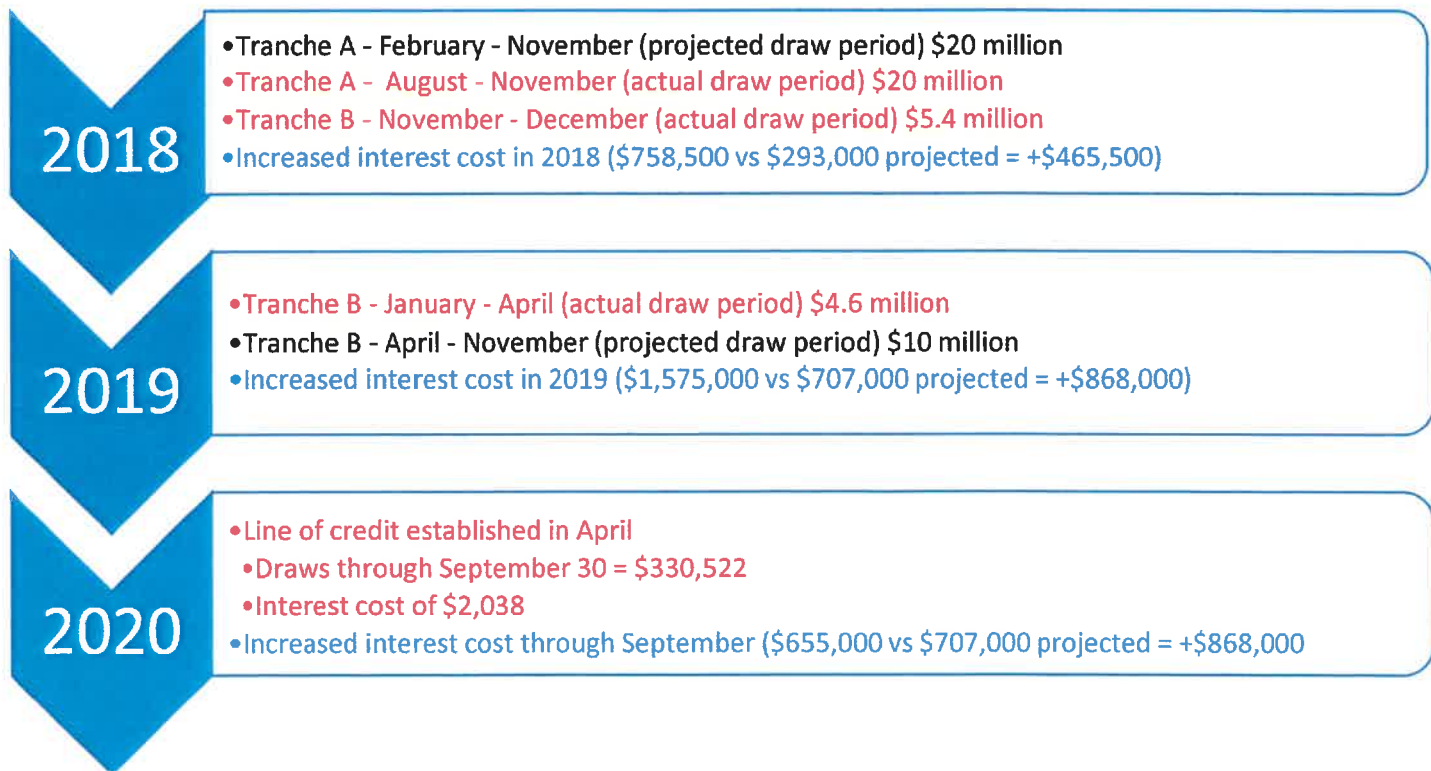 2018
•Tranche A - February - November (projected draw period) $20 million
•Tranche A - August - November (actual draw period) $20 million
•Tranche B - November - December (actual draw period) $5.4 million
•Increased interest cost in 2018 ($758,500 vs $293,000 projected = +$465,500)
2019
•Tranche B - January - April (actual draw period) $4.6 million
•Tranche B - April - November (projected draw period) $10 million
•Increased interest cost in 2019 ($1,575,000 vs $707,000 projected = +$868,000)
2020
•Line of credit established in April
•Draws through September 30 = $330,522
•Interest cost of $2,038
•Increased interest cost through September ($655,000 vs $707,000 projected = +$868,000